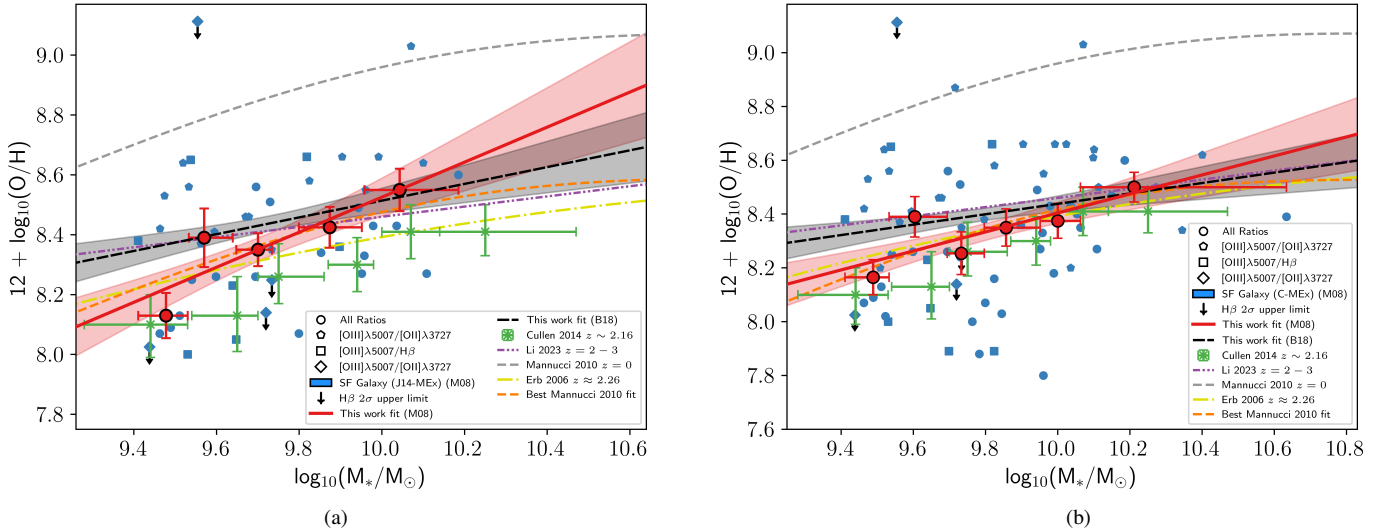 9.0
8.8
8.6
8.4
8.2
8.0
7.8
12 + log₁₀(O/H)
9.4
9.6
9.8
10.0
10.2
10.4
10.6
log₁₀(M*/M⊙)
All Ratios
[OIII]λ5007/[OII]λ3727
[OIII]λ5007/Hβ
[OIII]λ5007/[OII]λ3727
SF Galaxy (J14-MEx) (M08)
Hβ 2σ upper limit
This work fit (M08)
This work fit (B18)
Cullen 2014 z ∼ 2.16
Li 2023 z = 2 − 3
Mannucci 2010 z = 0
Erb 2006 z ≈ 2.26
Best Mannucci 2010 fit
(a)
9.0
8.8
8.6
8.4
8.2
8.0
7.8
7.6
12 + log₁₀(O/H)
9.4
9.6
9.8
10.0
10.2
10.4
10.6
10.8
log₁₀(M*/M⊙)
All Ratios
[OIII]λ5007/[OII]λ3727
[OIII]λ5007/Hβ
[OIII]λ5007/[OII]λ3727
SF Galaxy (C-MEx) (M08)
Hβ 2σ upper limit
This work fit (M08)
This work fit (B18)
Cullen 2014 z ∼ 2.16
Li 2023 z = 2 − 3
Mannucci 2010 z = 0
Erb 2006 z ≈ 2.26
Best Mannucci 2010 fit
(b)